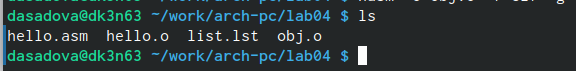 dasadova@dk3n63 ~/work/arch-pc/lab04 $ ls
hello.asm hello.o list.lst obj.o
dasadova@dk3n63 ~/work/arch-pc/lab04 $